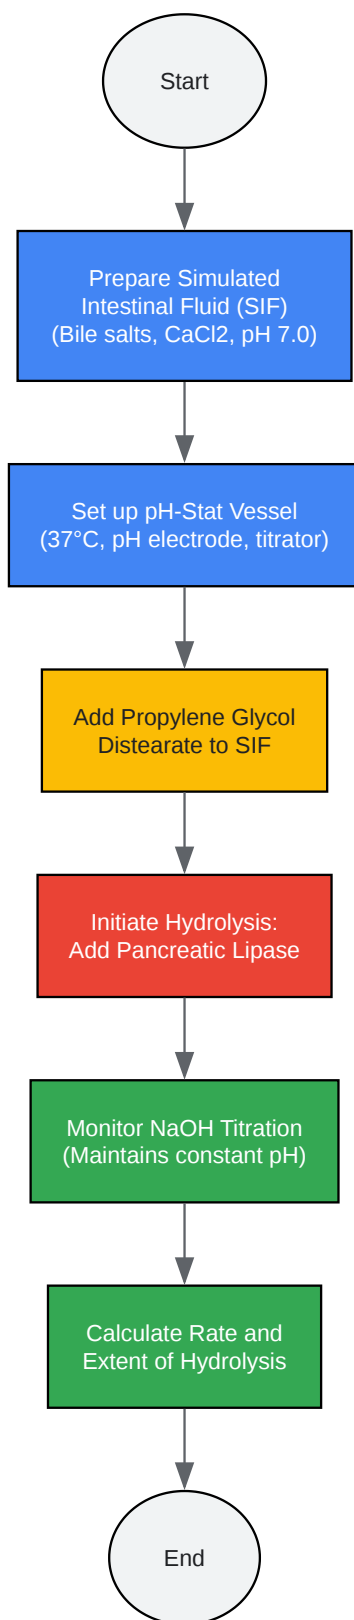 Start
Prepare Simulated
Intestinal Fluid (SIF)
(Bile salts, CaCl2, pH 7.0)
Set up pH-Stat Vessel
(37°C, pH electrode, titrator)
Add Propylene Glycol
Distearate to SIF
Initiate Hydrolysis:
Add Pancreatic Lipase
Monitor NaOH Titration
(Maintains constant pH)
Calculate Rate and
Extent of Hydrolysis
End